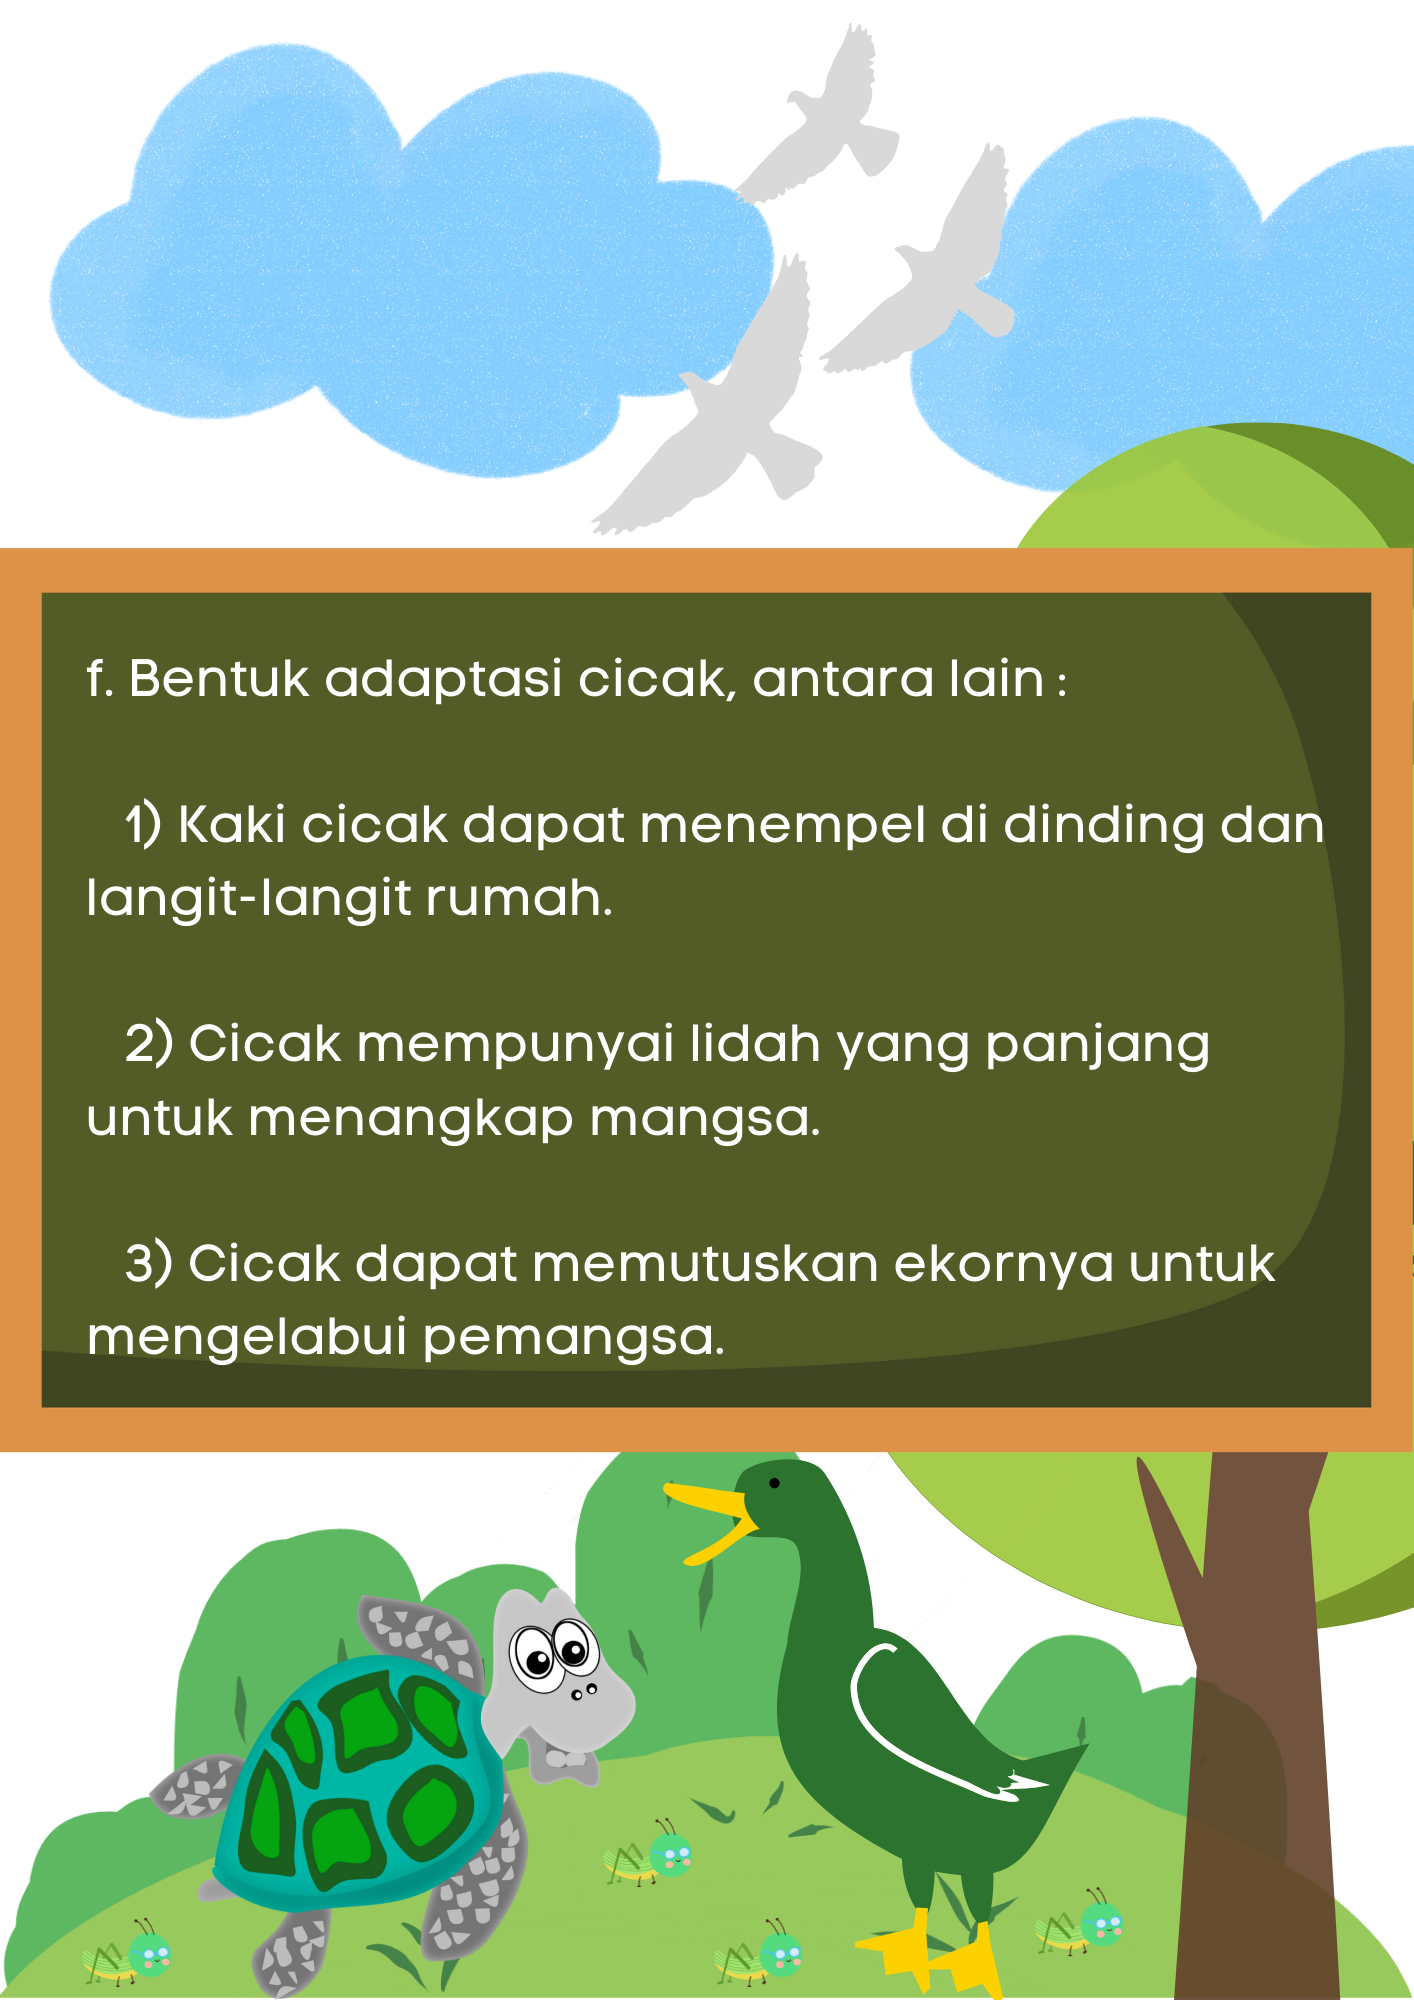 f. Bentuk adaptasi cicak, antara lain :
1) Kaki cicak dapat menempel di dinding dan
langit-langit rumah.
2) Cicak mempunyai lidah yang panjang
untuk menangkap mangsa.
3) Cicak dapat memutuskan ekornya untuk
mengelabui pemangsa.